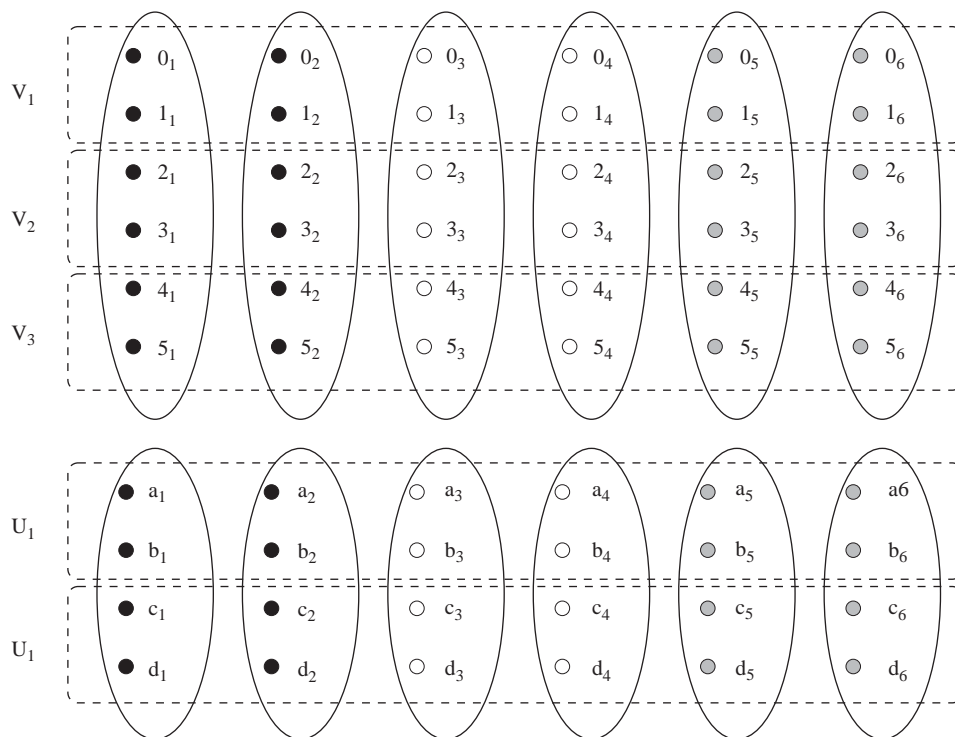 0₁ 0₂ 0₃ 0₄ 0₅ 0₆
V₁
1₁ 1₂ 1₃ 1₄ 1₅ 1₆
2₁ 2₂ 2₃ 2₄ 2₅ 2₆
V₂
3₁ 3₂ 3₃ 3₄ 3₅ 3₆
4₁ 4₂ 4₃ 4₄ 4₅ 4₆
V₃
5₁ 5₂ 5₃ 5₄ 5₅ 5₆
a₁ a₂ a₃ a₄ a₅ a6
U₁
b₁ b₂ b₃ b₄ b₅ b₆
c₁ c₂ c₃ c₄ c₅ c₆
U₁
d₁ d₂ d₃ d₄ d₅ d₆